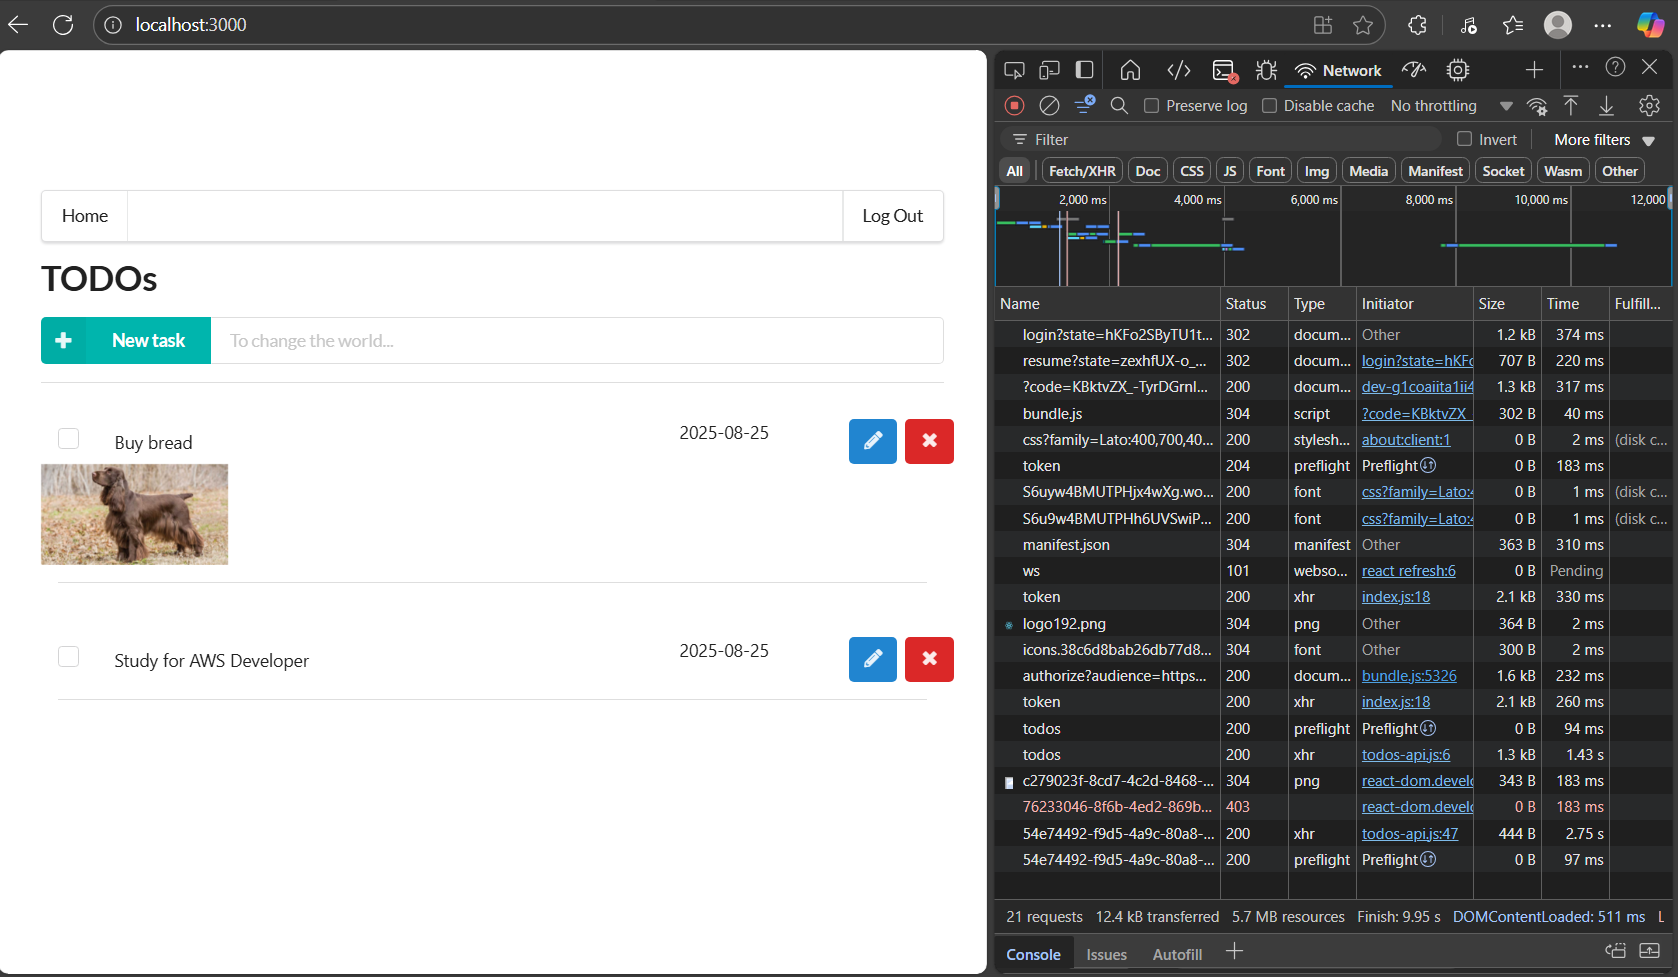 localhost:3000
Home
Log Out
TODOs
New task
To change the world...
Buy bread
2025-08-25
Study for AWS Developer
2025-08-25
Network
Preserve log
Disable cache
No throttling
Filter
Invert
More filters
All
Fetch/XHR
Doc
CSS
JS
Font
Img
Media
Manifest
Socket
Wasm
Other
2,000 ms
4,000 ms
6,000 ms
8,000 ms
10,000 ms
12,000
Name Status Type Initiator Size Time Fulfill...
login?state=hKFo2SByTU1t... 302 docum... Other 1.2 kB 374 ms
resume?state=zexhfUX-o_... 302 docum... login?state=hKFo 707 B 220 ms
?code=KBktvZX_-TyrDGrnI... 200 docum... dev-g1coaiita1ii4 1.3 kB 317 ms
bundle.js 304 script ?code=KBktvZX_ 302 B 40 ms
css?family=Lato:400,700,40... 200 stylesh... about:client:1 0 B 2 ms (disk c...
token 204 preflight Preflight 0 B 183 ms
S6uyw4BMUTPHjx4wXg.wo... 200 font css?family=Lato:4 0 B 1 ms (disk c...
S6u9w4BMUTPHh6UVSwiP... 200 font css?family=Lato:4 0 B 1 ms (disk c...
manifest.json 304 manifest Other 363 B 310 ms
ws 101 webso... react refresh:6 0 B Pending
token 200 xhr index.js:18 2.1 kB 330 ms
logo192.png 304 png Other 364 B 2 ms
icons.38c6d8bab26db77d8... 304 font Other 300 B 2 ms
authorize?audience=https... 200 docum... bundle.js:5326 1.6 kB 232 ms
token 200 xhr index.js:18 2.1 kB 260 ms
todos 200 preflight Preflight 0 B 94 ms
todos 200 xhr todos-api.js:6 1.3 kB 1.43 s
c279023f-8cd7-4c2d-8468-... 304 png react-dom.develo 343 B 183 ms
76233046-8f6b-4ed2-869b... 403 react-dom.develo 0 B 183 ms
54e74492-f9d5-4a9c-80a8-... 200 xhr todos-api.js:47 444 B 2.75 s
54e74492-f9d5-4a9c-80a8-... 200 preflight Preflight 0 B 97 ms
21 requests 12.4 kB transferred 5.7 MB resources Finish: 9.95 s DOMContentLoaded: 511 ms L
Console
Issues
Autofill